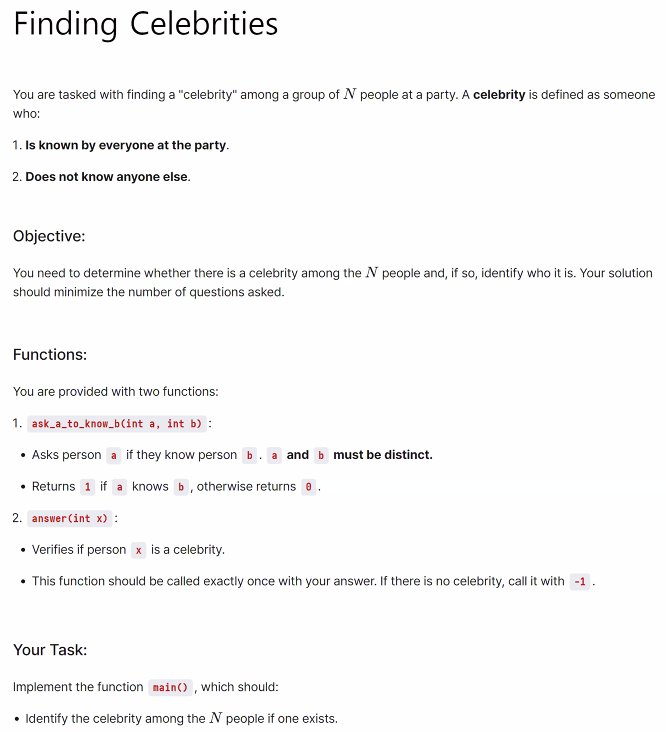 Finding Celebrities
You are tasked with finding a "celebrity" among a group of N people at a party. A celebrity is defined as someone
who:
1. Is known by everyone at the party.
2. Does not know anyone else.
Objective:
You need to determine whether there is a celebrity among the N people and, if so, identify who it is. Your solution
should minimize the number of questions asked.
Functions:
You are provided with two functions:
1. ask_a_to_know_b(int a, int b) :
• Asks person a if they know person b . a and b must be distinct.
• Returns 1 if a knows b , otherwise returns 0 .
2. answer(int x) :
• Verifies if person x is a celebrity.
• This function should be called exactly once with your answer. If there is no celebrity, call it with -1 .
Your Task:
Implement the function main() , which should:
• Identify the celebrity among the N people if one exists.